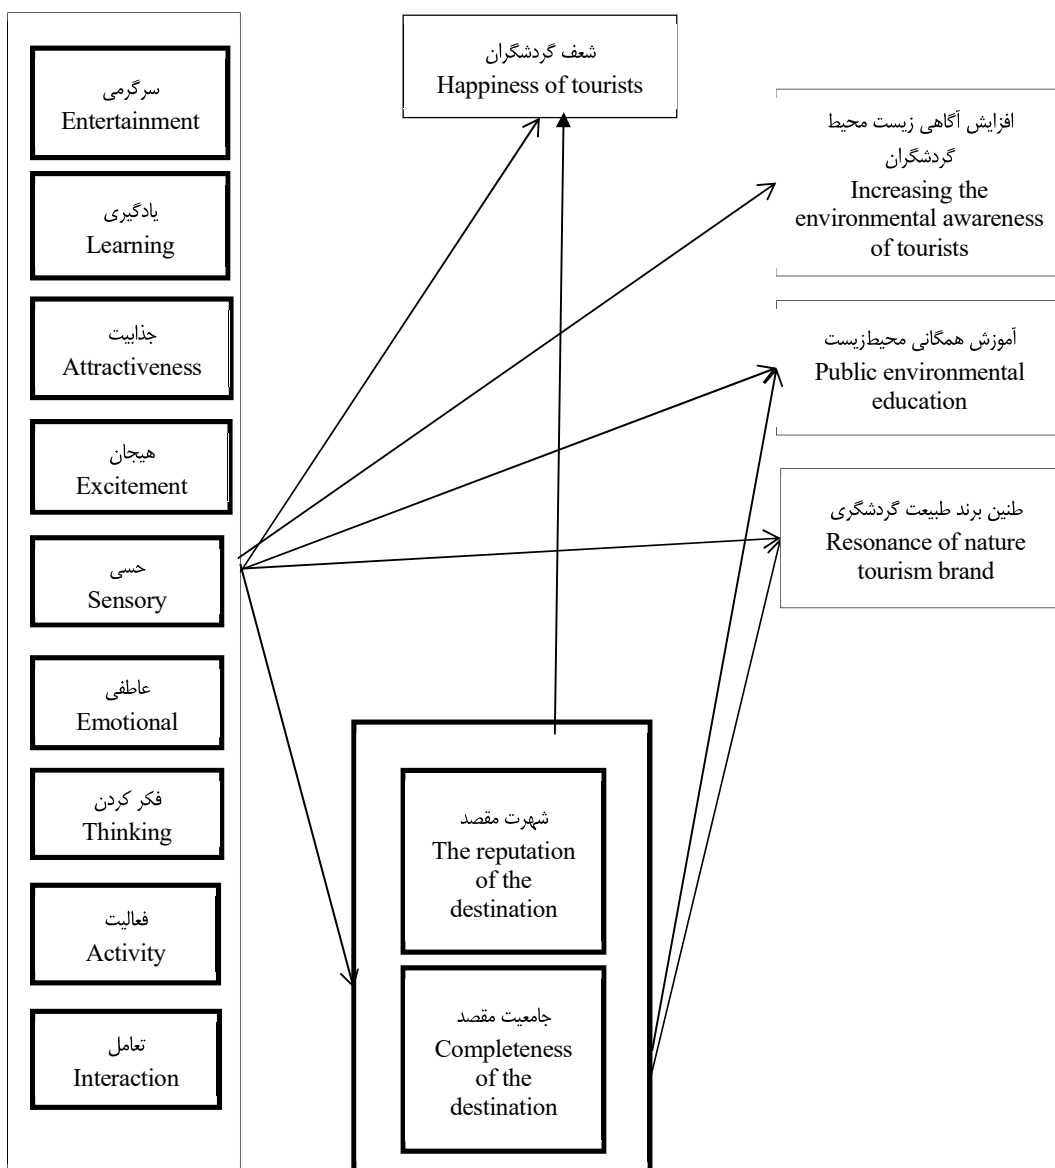 سرگرمی
Entertainment
یادگیری
Learning
جذابیت
Attractiveness
هیجان
Excitement
حسی
Sensory
عاطفی
Emotional
فکر کردن
Thinking
فعالیت
Activity
تعامل
Interaction
شعف گردشگران
Happiness of tourists
شهرت مقصد
The reputation
of the
destination
جامعیت مقصد
Completeness
of the
destination
افزایش آگاهی زیست محیط
گردشگران
Increasing the
environmental awareness
of tourists
آموزش همگانی محیط‌زیست
Public environmental
education
طنین برند طبیعت گردشگری
Resonance of nature
tourism brand